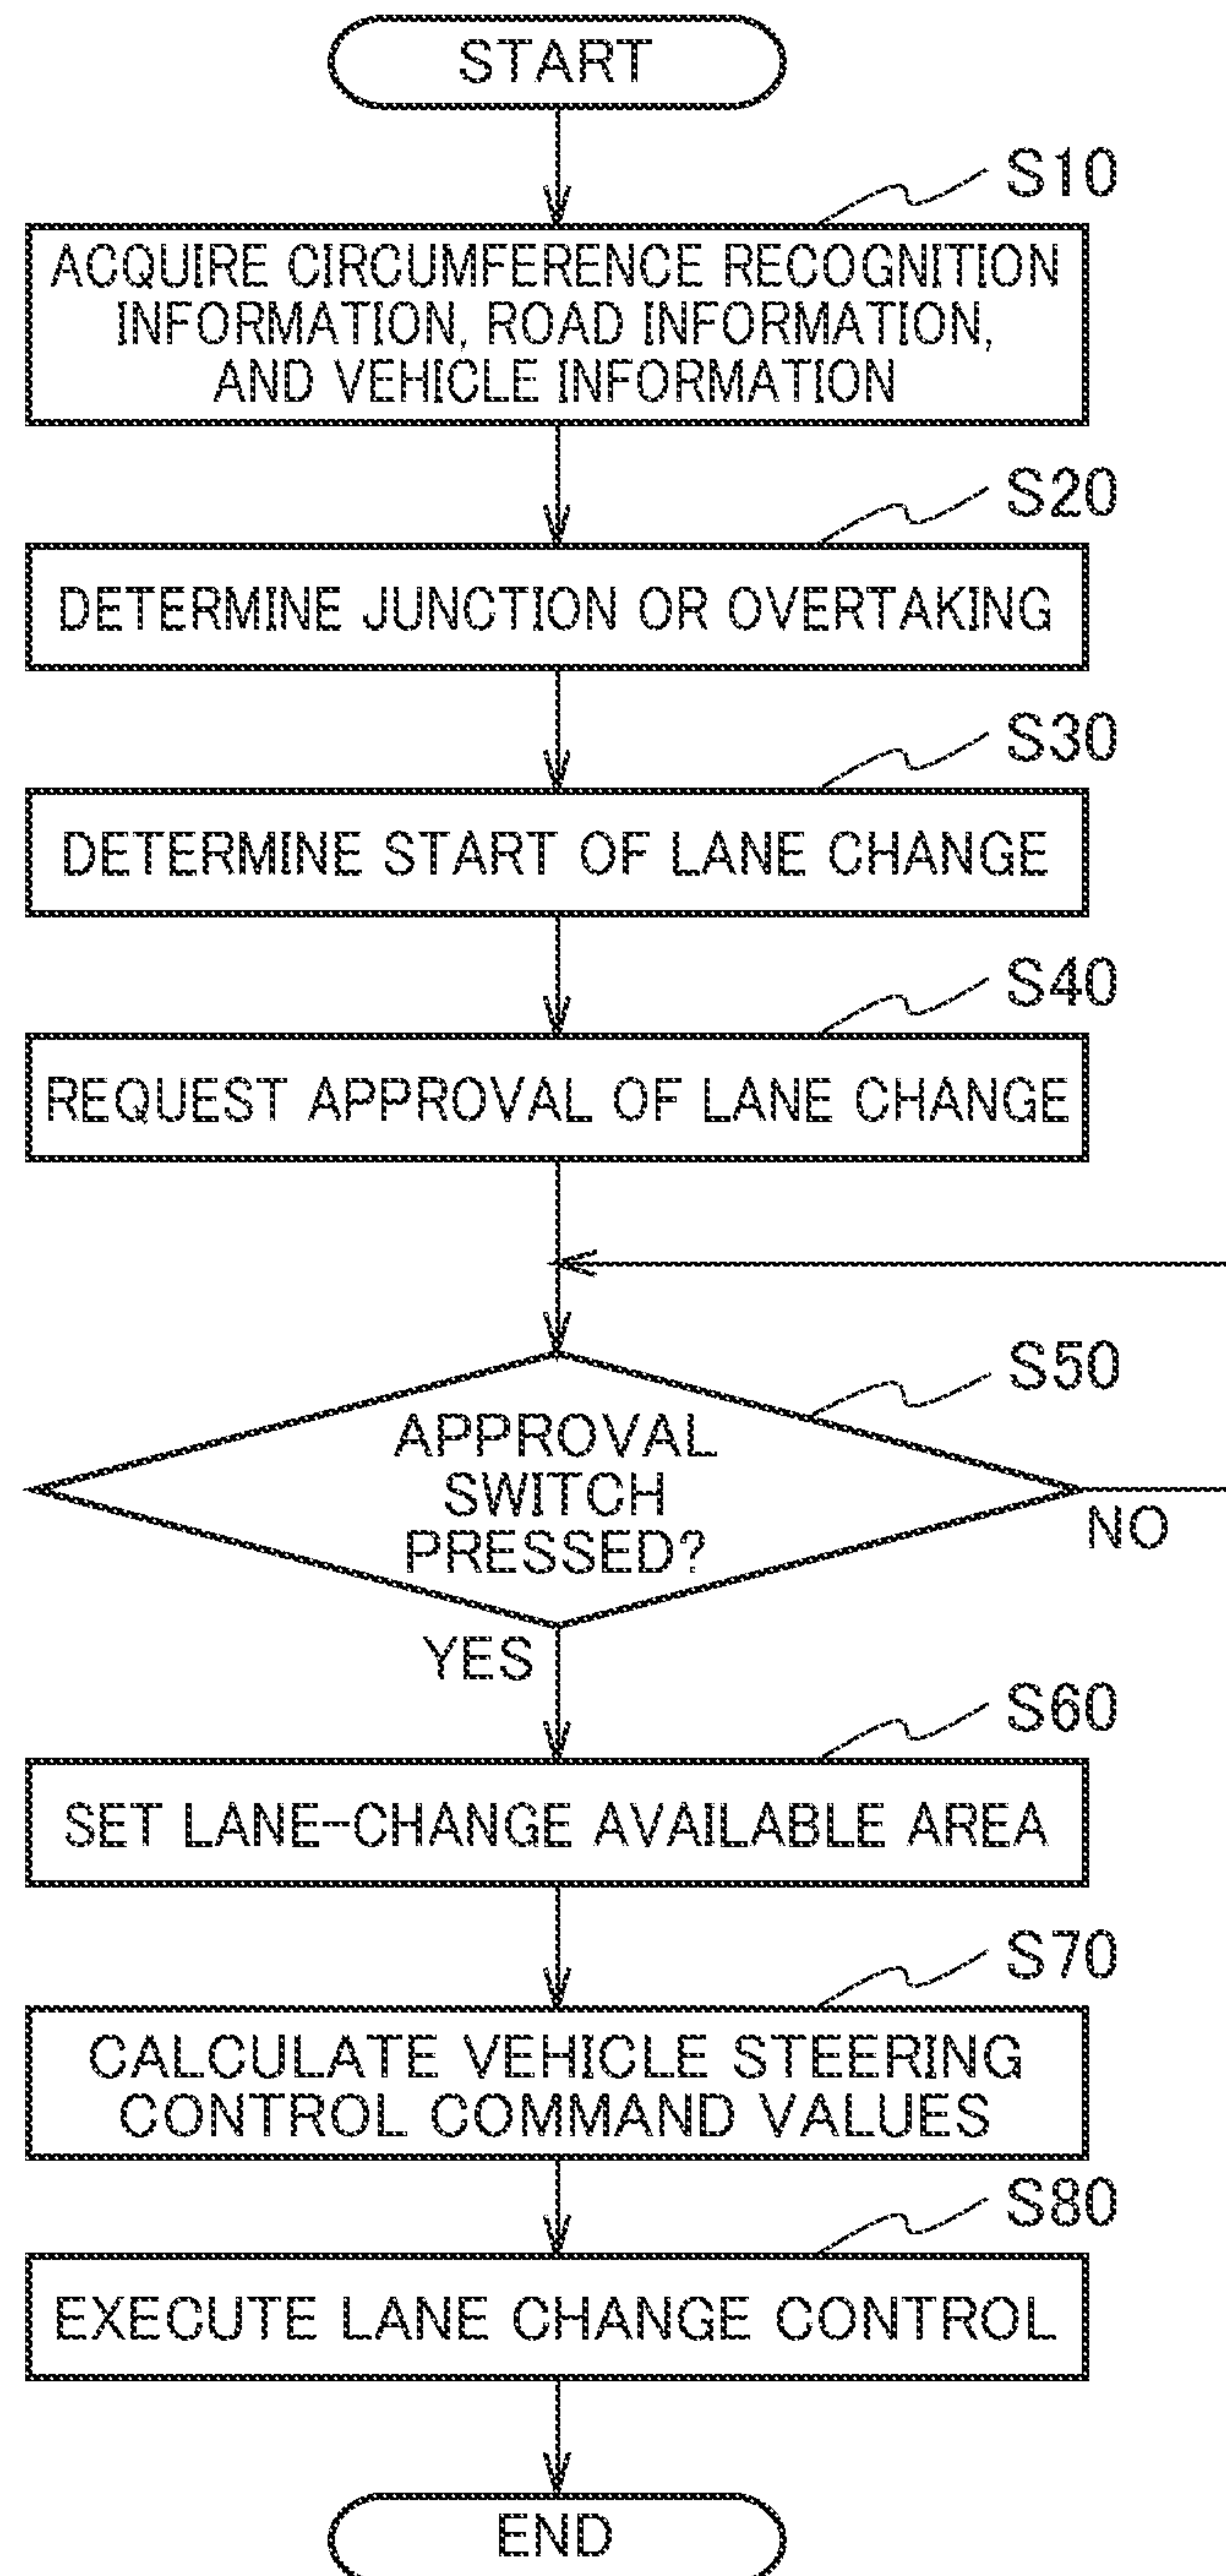 START
S10
ACQUIRE CIRCUMFERENCE RECOGNITION
INFORMATION, ROAD INFORMATION,
AND VEHICLE INFORMATION
S20
DETERMINE JUNCTION OR OVERTAKING
S30
DETERMINE START OF LANE CHANGE
S40
REQUEST APPROVAL OF LANE CHANGE
S50
APPROVAL
SWITCH
PRESSED?
NO
YES
S60
SET LANE-CHANGE AVAILABLE AREA
S70
CALCULATE VEHICLE STEERING
CONTROL COMMAND VALUES
S80
EXECUTE LANE CHANGE CONTROL
END